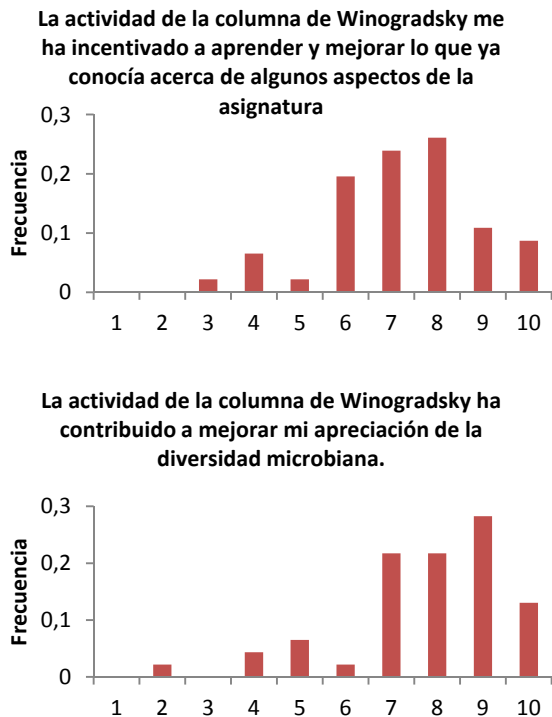 La actividad de la columna de Winogradsky me
ha incentivado a aprender y mejorar lo que ya
conocía acerca de algunos aspectos de la
asignatura
0,3
0,2
0,1
0
Frecuencia
1 2 3 4 5 6 7 8 9 10
La actividad de la columna de Winogradsky ha
contribuido a mejorar mi apreciación de la
diversidad microbiana.
0,3
0,2
0,1
0
Frecuencia
1 2 3 4 5 6 7 8 9 10